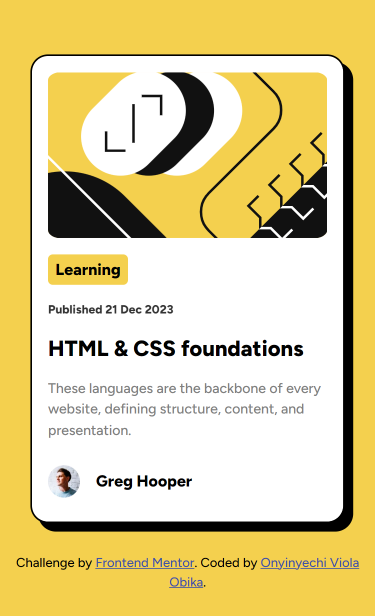 Learning
Published 21 Dec 2023
HTML & CSS foundations
These languages are the backbone of every
website, defining structure, content, and
presentation.
Greg Hooper
Challenge by Frontend Mentor. Coded by Onyinyechi Viola
Obika.